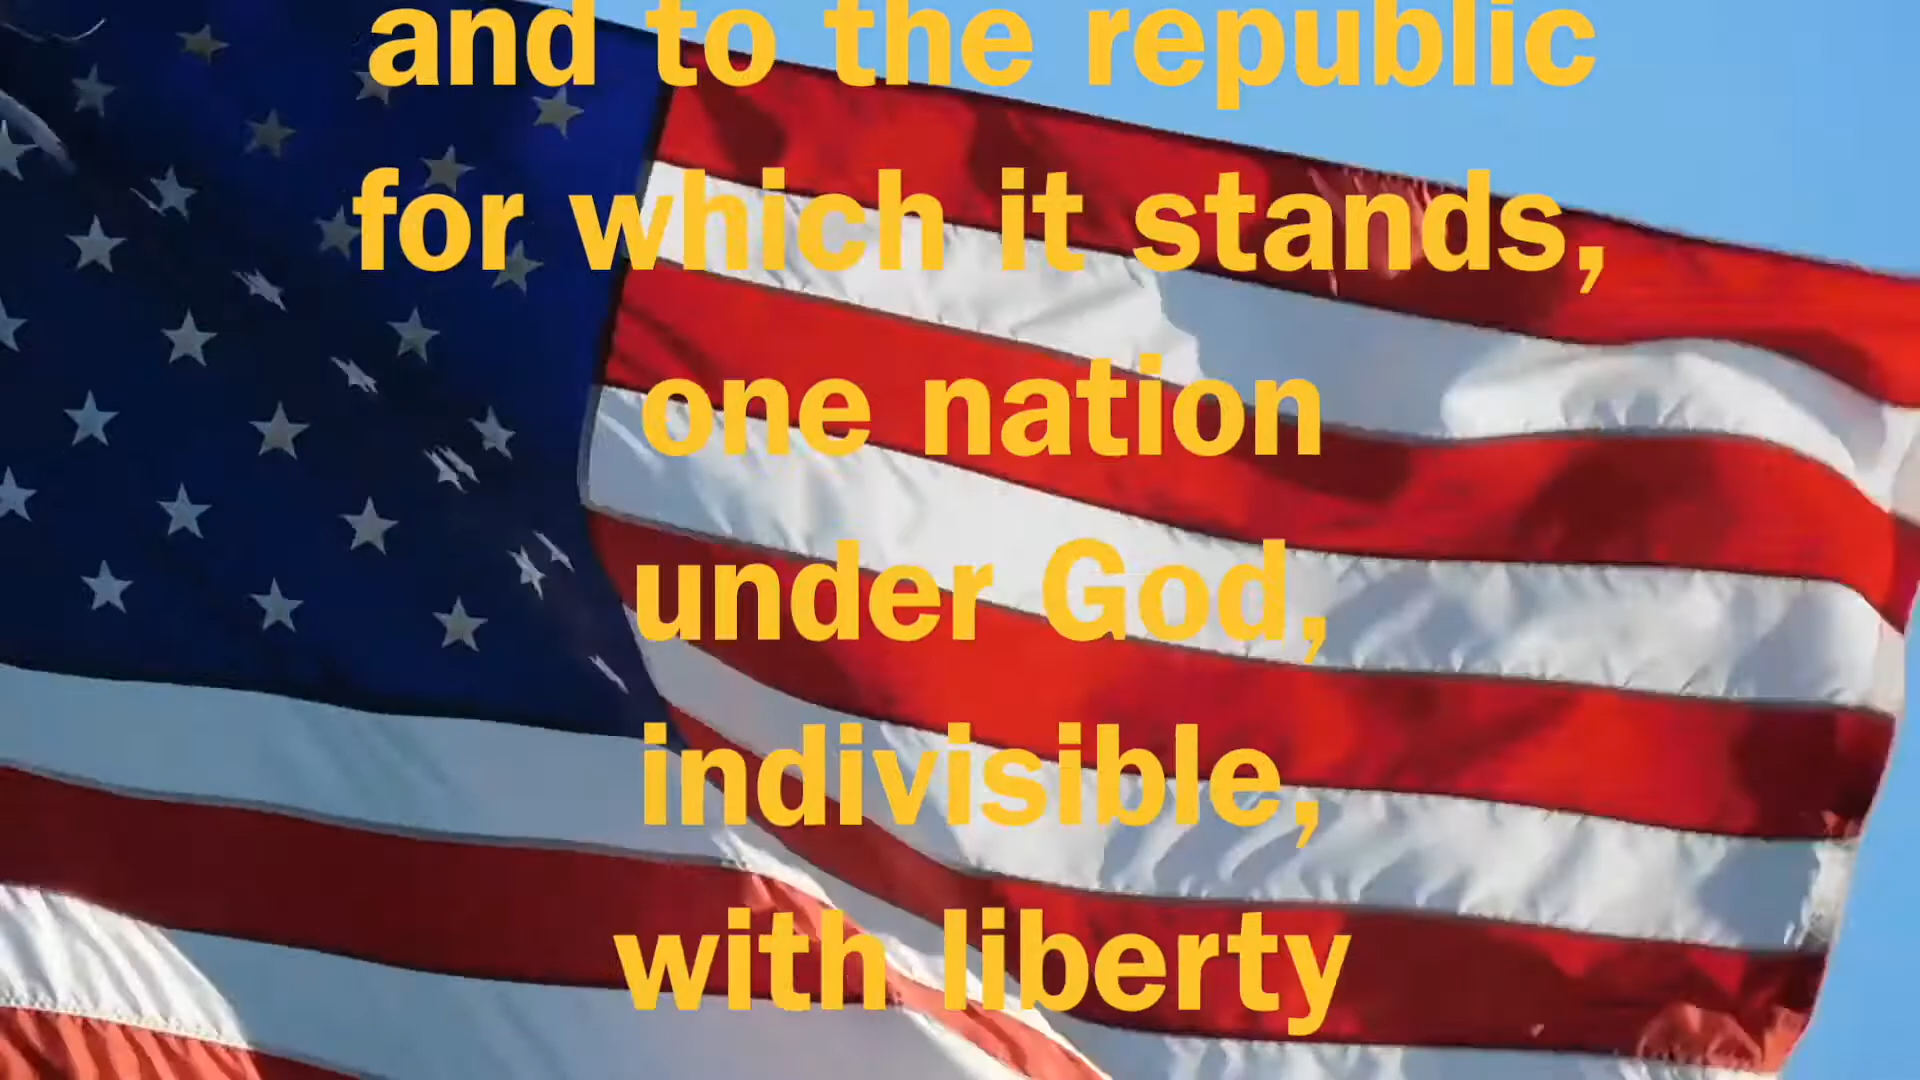 and to the republic
for which it stands,
one nation
under God,
indivisible,
with liberty